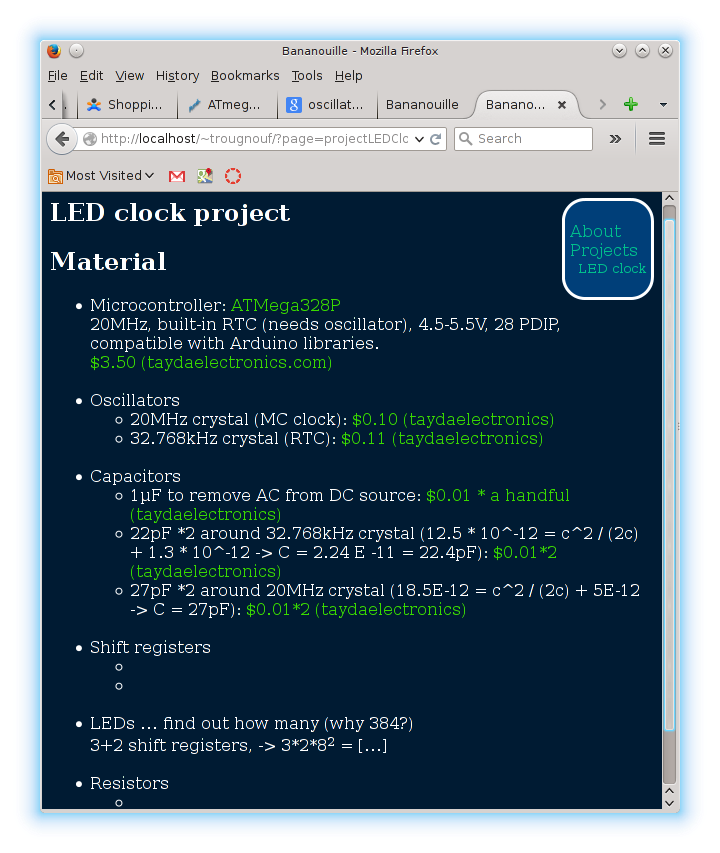 Bananouille - Mozilla Firefox
File Edit View History Bookmarks Tools Help
. Shoppi... ATmeg... oscillat... Bananouille Banano...
http://localhost/~trougnouf/?page=projectLEDClc Search
Most Visited
LED clock project
About
Projects
LED clock
Material
Microcontroller: ATMega328P
20MHz, built-in RTC (needs oscillator), 4.5-5.5V, 28 PDIP,
compatible with Arduino libraries.
$3.50 (taydaelectronics.com)
Oscillators
20MHz crystal (MC clock): $0.10 (taydaelectronics)
32.768kHz crystal (RTC): $0.11 (taydaelectronics)
Capacitors
1µF to remove AC from DC source: $0.01 * a handful
(taydaelectronics)
22pF *2 around 32.768kHz crystal (12.5 * 10^-12 = c^2 / (2c)
+ 1.3 * 10^-12 -> C = 2.24 E -11 = 22.4pF): $0.01*2
(taydaelectronics)
27pF *2 around 20MHz crystal (18.5E-12 = c^2 / (2c) + 5E-12
-> C = 27pF): $0.01*2 (taydaelectronics)
Shift registers
LEDs ... find out how many (why 384?)
3+2 shift registers, -> 3*2*8² = [...]
Resistors